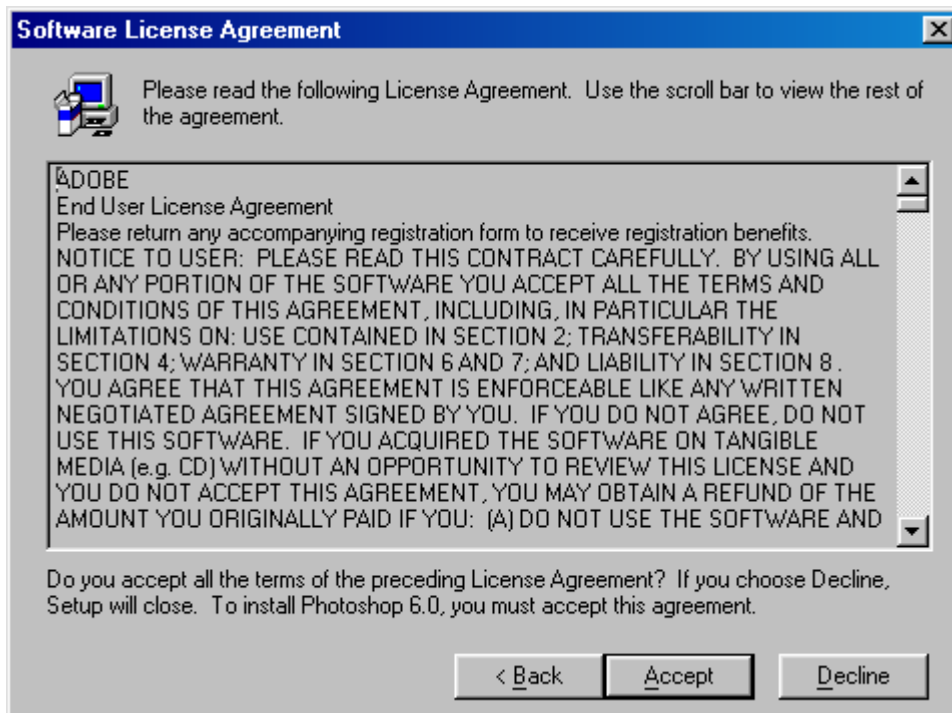 Software License Agreement
Please read the following License Agreement.  Use the scroll bar to view the rest of
the agreement.
ADOBE
End User License Agreement
Please return any accompanying registration form to receive registration benefits.
NOTICE TO USER:  PLEASE READ THIS CONTRACT CAREFULLY.  BY USING ALL
OR ANY PORTION OF THE SOFTWARE YOU ACCEPT ALL THE TERMS AND
CONDITIONS OF THIS AGREEMENT, INCLUDING, IN PARTICULAR THE
LIMITATIONS ON: USE CONTAINED IN SECTION 2; TRANSFERABILITY IN
SECTION 4; WARRANTY IN SECTION 6 AND 7; AND LIABILITY IN SECTION 8 .
YOU AGREE THAT THIS AGREEMENT IS ENFORCEABLE LIKE ANY WRITTEN
NEGOTIATED AGREEMENT SIGNED BY YOU.  IF YOU DO NOT AGREE, DO NOT
USE THIS SOFTWARE.  IF YOU ACQUIRED THE SOFTWARE ON TANGIBLE
MEDIA (e.g. CD) WITHOUT AN OPPORTUNITY TO REVIEW THIS LICENSE AND
YOU DO NOT ACCEPT THIS AGREEMENT, YOU MAY OBTAIN A REFUND OF THE
AMOUNT YOU ORIGINALLY PAID IF YOU:  (A) DO NOT USE THE SOFTWARE AND
Do you accept all the terms of the preceding License Agreement?  If you choose Decline,
Setup will close.  To install Photoshop 6.0, you must accept this agreement.
< Back
Accept
Decline